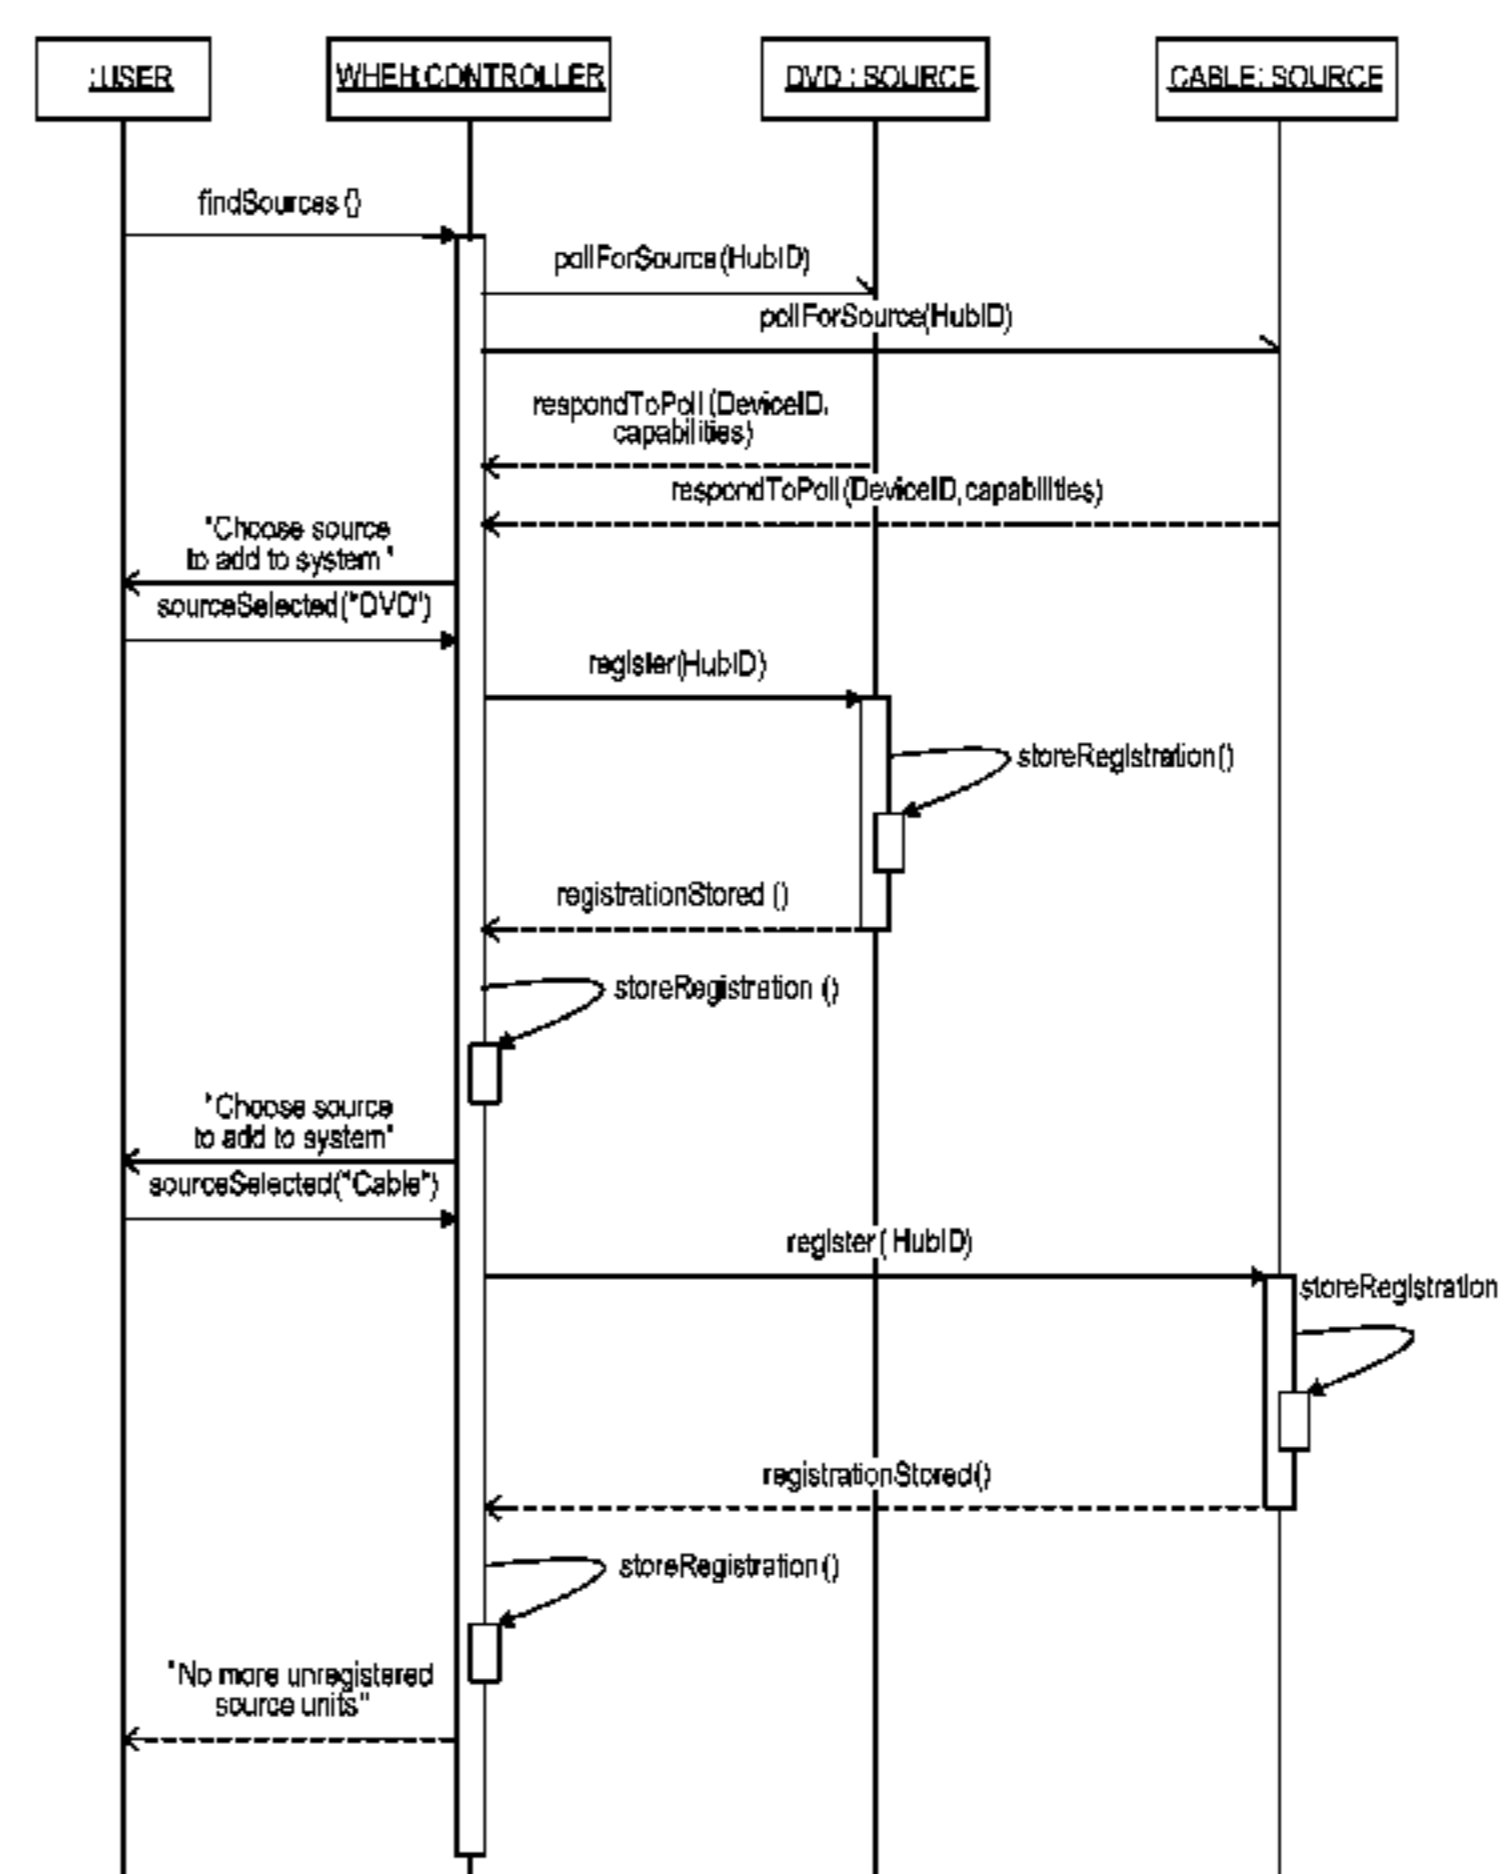 :USER
WHEH:CONTROLLER
DVD : SOURCE
CABLE: SOURCE
findSources ()
pollForSource (HubID)
pollForSource(HubID)
respondToPoll (DeviceID,
capabilities)
respondToPoll (DeviceID, capabilities)
"Choose source
to add to system "
sourceSelected ("DVD")
register(HubID)
storeRegistration ()
registrationStored ()
storeRegistration ()
"Choose source
to add to system"
sourceSelected("Cable")
register ( HubID)
storeRegistration
registrationStored()
storeRegistration ()
"No more unregistered
source units"